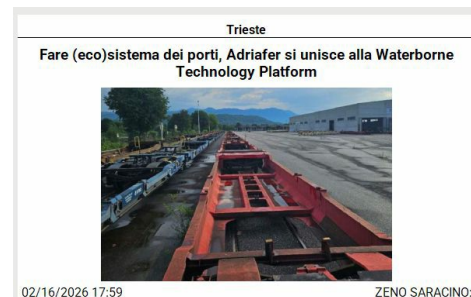 Trieste
Fare (eco)sistema dei porti, Adriafer si unisce alla Waterborne
Technology Platform
02/16/2026 17:59
ZENO SARACINO: